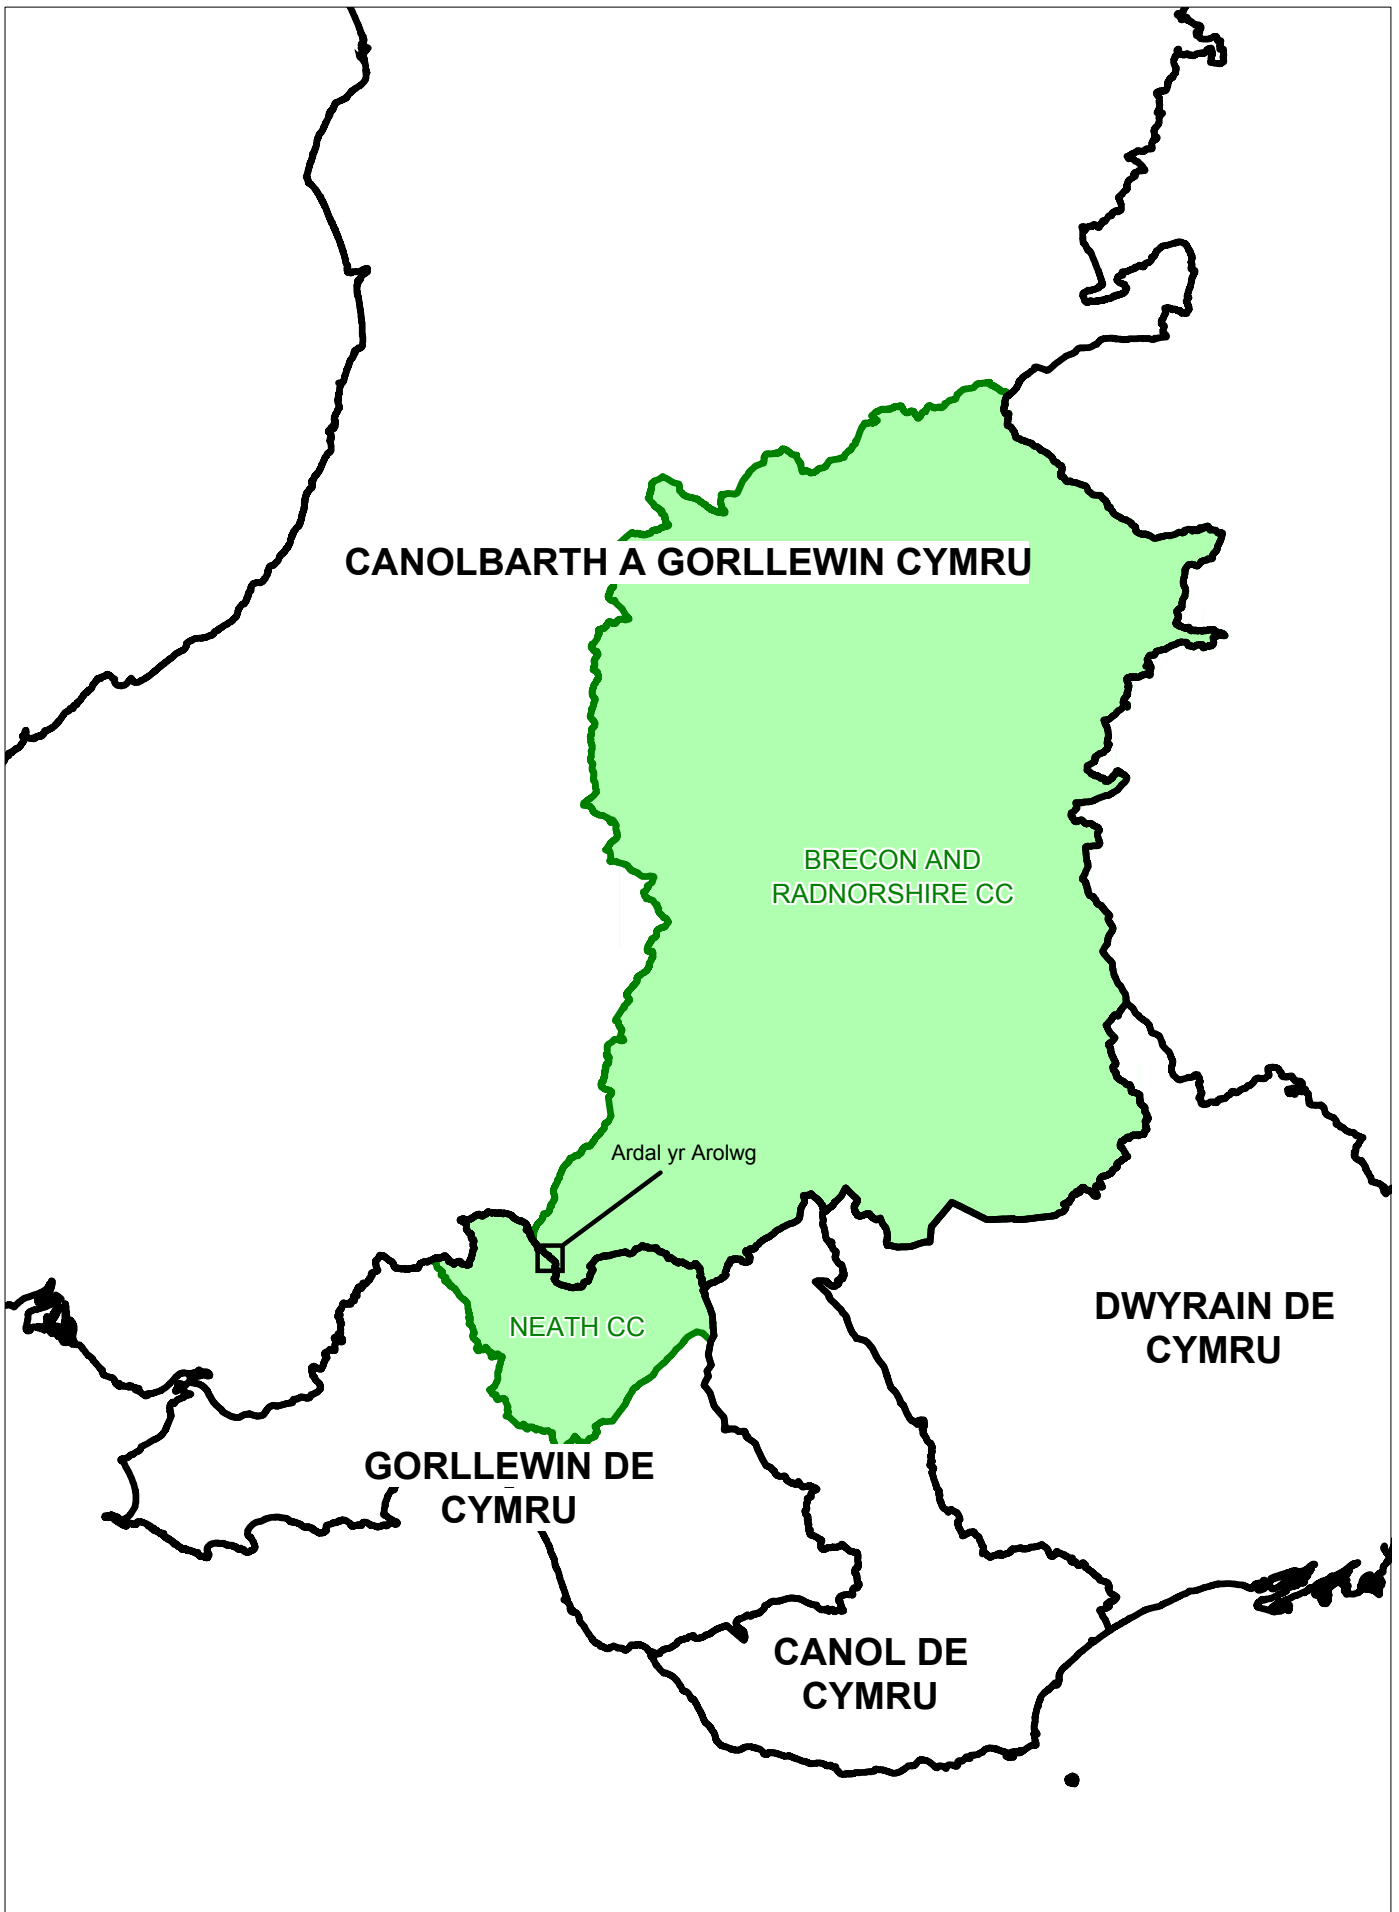 CANOLBARTH A GORLLEWIN CYMRU
BRECON AND
RADNORSHIRE CC
Ardal yr Arolwg
NEATH CC
DWYRAIN DE
CYMRU
GORLLEWIN DE
CYMRU
CANOL DE
CYMRU